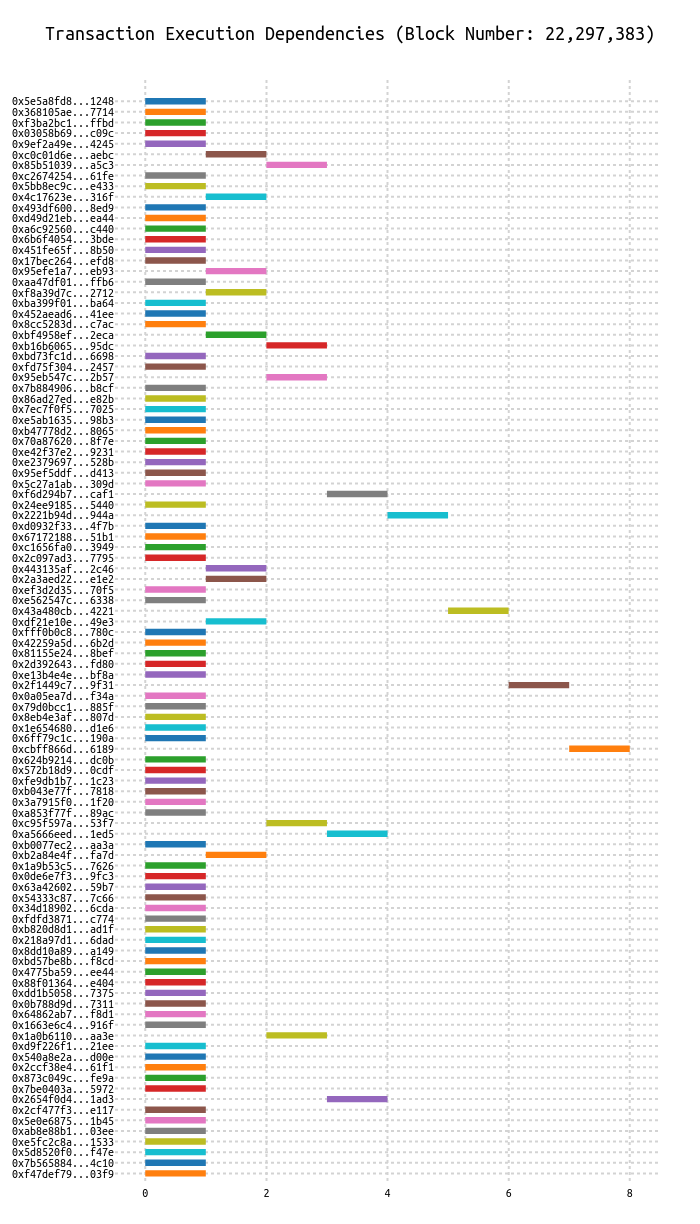 Transaction Execution Dependencies (Block Number: 22,297,383)
0x5e5a8fd8...1248
0x368105ae...7714
0xf3ba2bc1...ffbd
0x03058b69...c09c
0x9ef2a49e...4245
0xc0c01d6e...aebc
0x85b51039...a5c3
0xc2674254...61fe
0x5bb8ec9c...e433
0x4c17623e...316f
0x493df600...8ed9
0xd49d21eb...ea44
0xa6c92560...c440
0x6b6f4054...3bde
0x451fe65f...8b50
0x17bec264...efd8
0x95efe1a7...eb93
0xaa47df01...ffb6
0xf8a39d7c...2712
0xba399f01...ba64
0x452aead6...41ee
0x8cc5283d...c7ac
0xbf4958ef...2eca
0xb16b6065...95dc
0xbd73fc1d...6698
0xfd75f304...2457
0x95eb547c...2b57
0x7b884906...b8cf
0x86ad27ed...e82b
0x7ec7f0f5...7025
0xe5ab1635...98b3
0xb47778d2...8065
0x70a87620...8f7e
0xe42f37e2...9231
0xe2379697...528b
0x95ef5ddf...d413
0x5c27a1ab...309d
0xf6d294b7...caf1
0x24ee9185...5440
0x2221b94d...944a
0xd0932f33...4f7b
0x67172188...51b1
0xc1656fa0...3949
0x2c097ad3...7795
0x443135af...2c46
0x2a3aed22...e1e2
0xef3d2d35...70f5
0xe562547c...6338
0x43a480cb...4221
0xdf21e10e...49e3
0xfff0b0c8...780c
0x42259a5d...6b2d
0x81155e24...8bef
0x2d392643...fd80
0xe13b4e4e...bf8a
0x2f1449c7...9f31
0x0a05ea7d...f34a
0x79d0bcc1...885f
0x8eb4e3af...807d
0x1e654680...d1e6
0x6ff79c1c...190a
0xcbff866d...6189
0x624b9214...dc0b
0x572b18d9...0cdf
0xfe9db1b7...1c23
0xb043e77f...7818
0x3a7915f0...1f20
0xa853f77f...89ac
0xc95f597a...53f7
0xa5666eed...1ed5
0xb0077ec2...aa3a
0xb2a84e4f...fa7d
0x1a9b53c5...7626
0x0de6e7f3...9fc3
0x63a42602...59b7
0x54333c87...7c66
0x34d18902...6cda
0xfdfd3871...c774
0xb820d8d1...ad1f
0x218a97d1...6dad
0x8dd10a89...a149
0xbd57be8b...f8cd
0x4775ba59...ee44
0x88f01364...e404
0xdd1b5058...7375
0x0b788d9d...7311
0x64862ab7...f8d1
0x1663e6c4...916f
0x1a0b6110...aa3e
0xd9f226f1...21ee
0x540a8e2a...d00e
0x2ccf38e4...61f1
0x873c049c...fe9a
0x7be0403a...5972
0x2654f0d4...1ad3
0x2cf477f3...e117
0x5e0e6875...1b45
0xab8e88b1...03ee
0xe5fc2c8a...1533
0x5d8520f0...f47e
0x7b565884...4c10
0xf47def79...03f9
0 2 4 6 8